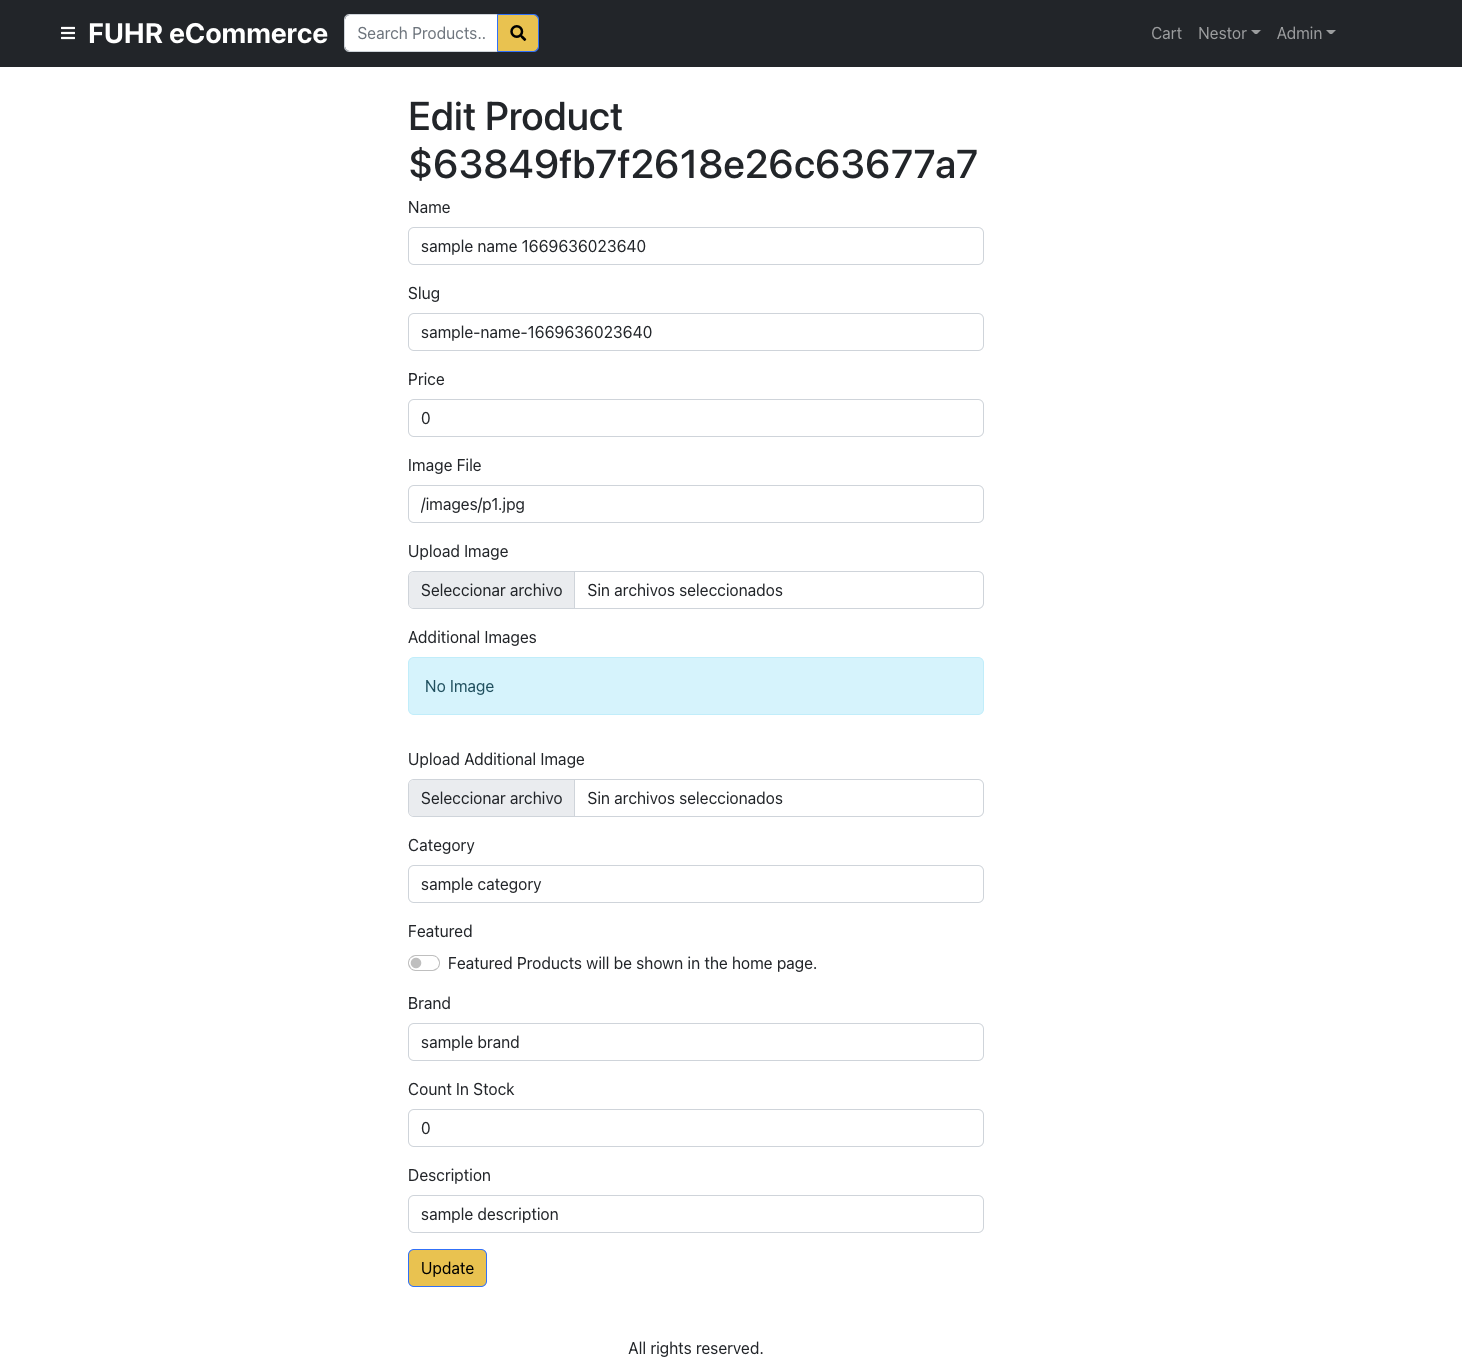 FUHR eCommerce
Search Products..
Cart Nestor Admin
Edit Product
$63849fb7f2618e26c63677a7
Name
sample name 1669636023640
Slug
sample-name-1669636023640
Price
0
Image File
/images/p1.jpg
Upload Image
Seleccionar archivo Sin archivos seleccionados
Additional Images
No Image
Upload Additional Image
Seleccionar archivo Sin archivos seleccionados
Category
sample category
Featured
Featured Products will be shown in the home page.
Brand
sample brand
Count In Stock
0
Description
sample description
Update
All rights reserved.